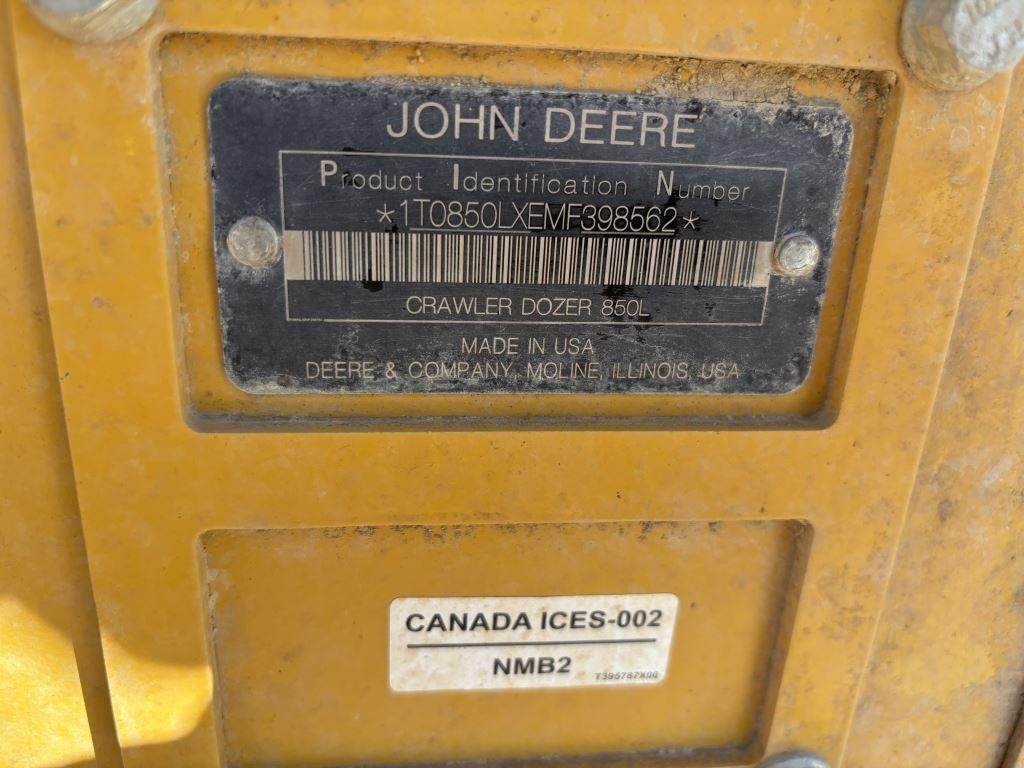 JOHN DEERE
Product Identification Number
*1T0850LXEMF398562*
CRAWLER DOZER 850L
MADE IN USA
DEERE & COMPANY, MOLINE, ILLINOIS, USA
CANADA ICES-002
NMB2
T395787X00